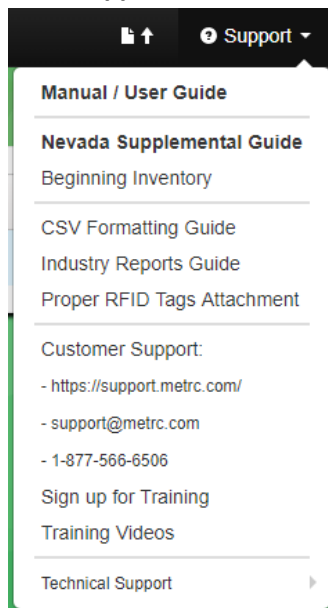 Support
Manual / User Guide
Nevada Supplemental Guide
Beginning Inventory
CSV Formatting Guide
Industry Reports Guide
Proper RFID Tags Attachment
Customer Support:
- https://support.metrc.com/
- support@metrc.com
- 1-877-566-6506
Sign up for Training
Training Videos
Technical Support